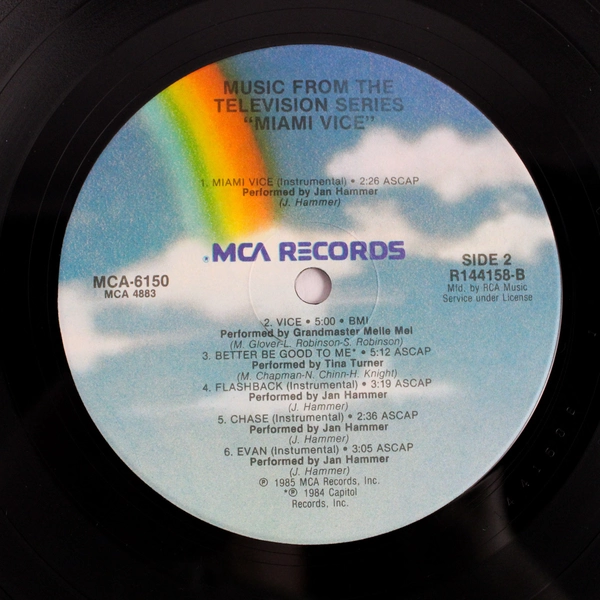 MUSIC FROM THE
TELEVISION SERIES
"MIAMI VICE"
1. MIAMI VICE (Instrumental) • 2:26 ASCAP
Performed by Jan Hammer
(J. Hammer)
MCA RECORDS
MCA-6150
MCA 4883
SIDE 2
R144158-B
Mfd. by RCA Music
Service under License
2. VICE • 5:00 • BMI
Performed by Grandmaster Melle Mel
(M. Glover-L. Robinson-S. Robinson)
3. BETTER BE GOOD TO ME* • 5:12 ASCAP
Performed by Tina Turner
(M. Chapman-N. Chinn-H. Knight)
4. FLASHBACK (Instrumental) • 3:19 ASCAP
Performed by Jan Hammer
(J. Hammer)
5. CHASE (Instrumental) • 2:36 ASCAP
Performed by Jan Hammer
(J. Hammer)
6. EVAN (Instumental) • 3:05 ASCAP
Performed by Jan Hammer
(J. Hammer)
℗ 1985 MCA Records, Inc.
*℗ 1984 Capitol
Records, Inc.